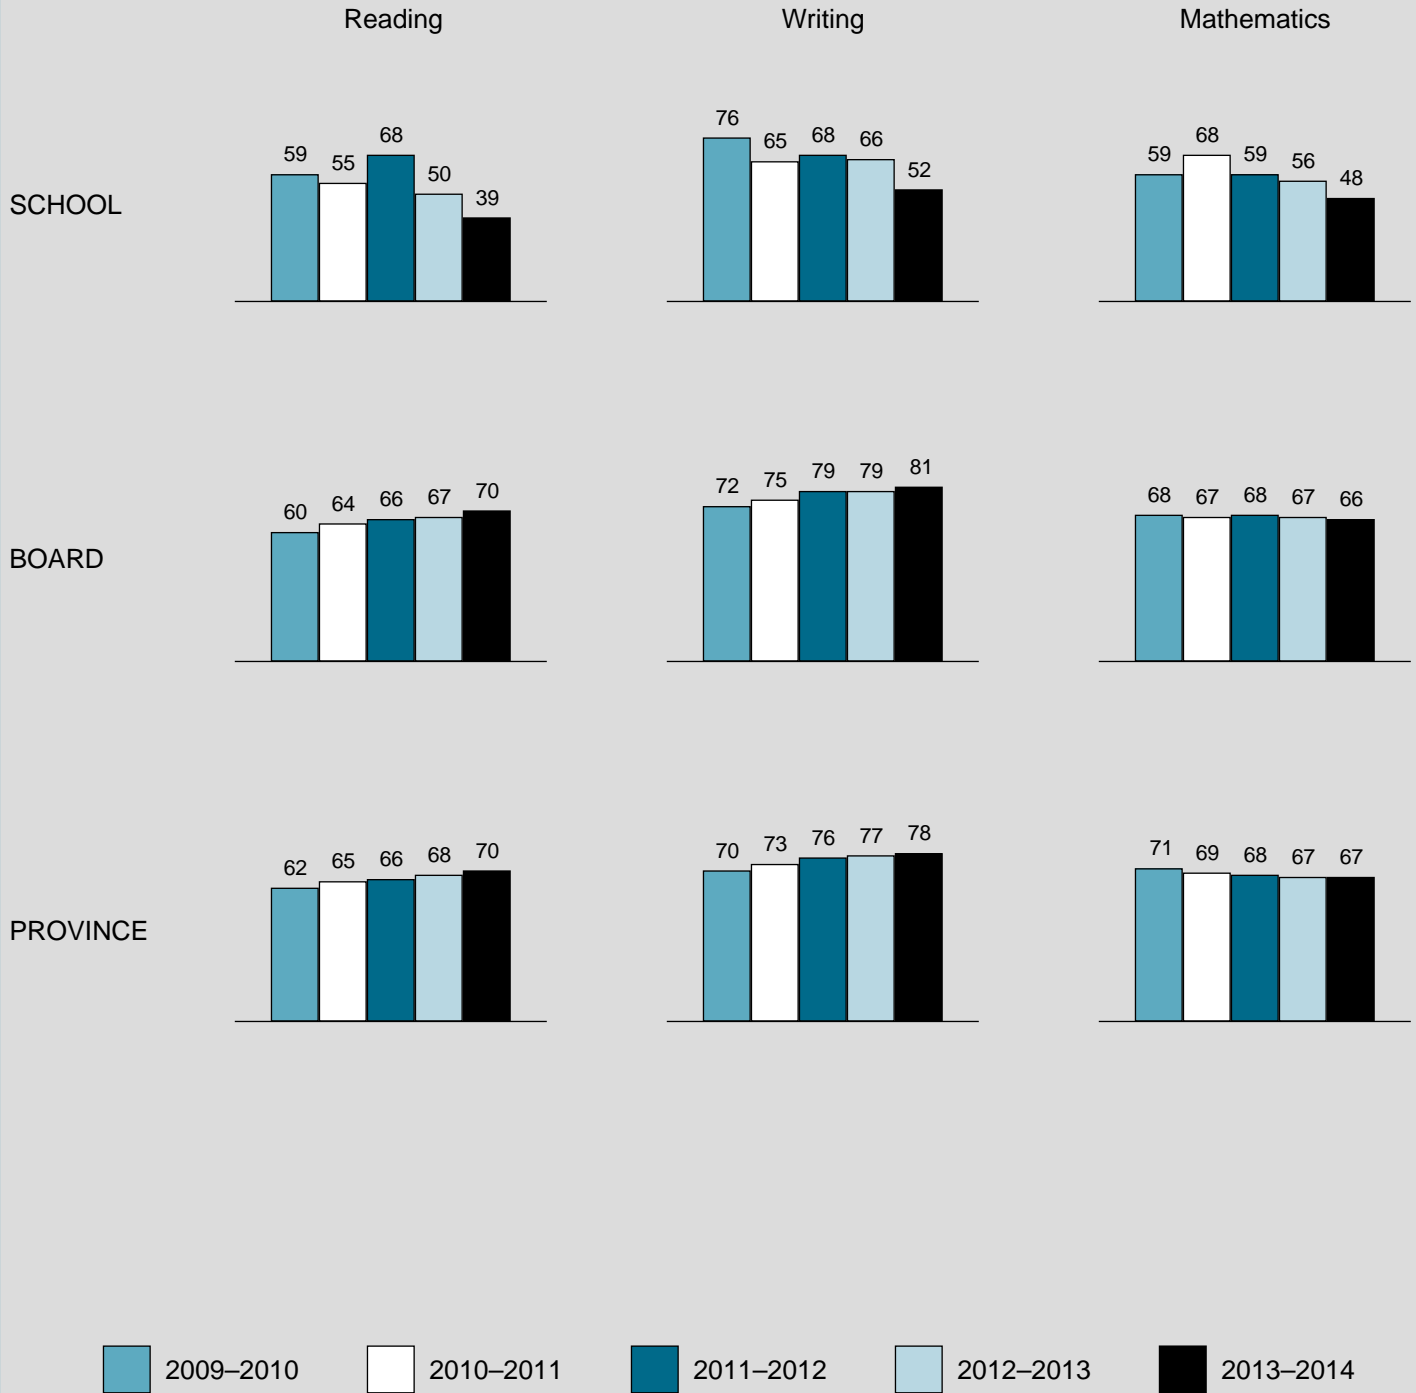 Reading Writing Mathematics
SCHOOL
59 55 68 50 39
76 65 68 66 52
59 68 59 56 48
BOARD
60 64 66 67 70
72 75 79 79 81
68 67 68 67 66
PROVINCE
62 65 66 68 70
70 73 76 77 78
71 69 68 67 67
2009–2010 2010–2011 2011–2012 2012–2013 2013–2014